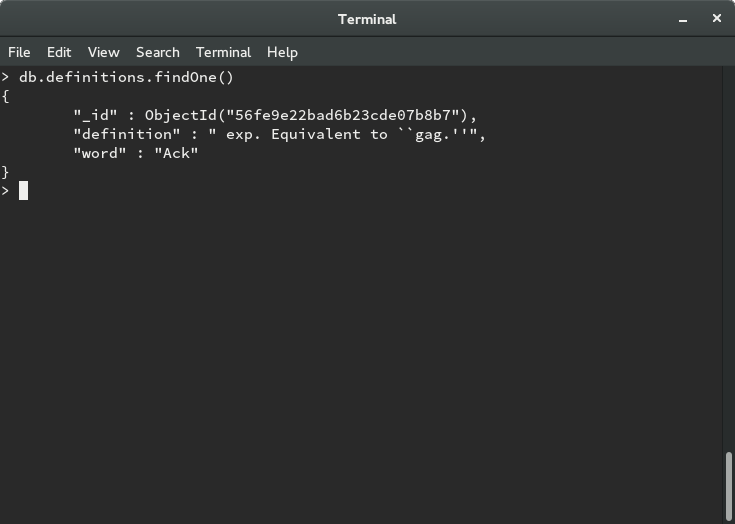 Terminal
File Edit View Search Terminal Help
> db.definitions.findOne()
{
        "_id" : ObjectId("56fe9e22bad6b23cde07b8b7"),
        "definition" : " exp. Equivalent to ``gag.''",
        "word" : "Ack"
}
>